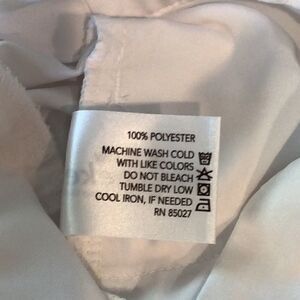 100% POLYESTER
MACHINE WASH COLD
WITH LIKE COLORS
DO NOT BLEACH
TUMBLE DRY LOW
COOL IRON, IF NEEDED
RN 85027